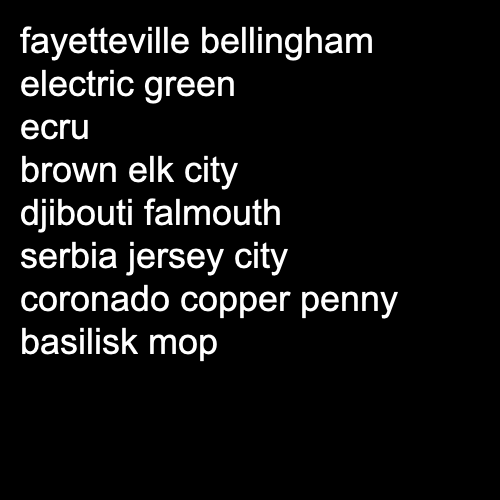 fayetteville bellingham
electric green
ecru
brown elk city
djibouti falmouth
serbia jersey city
coronado copper penny
basilisk mop